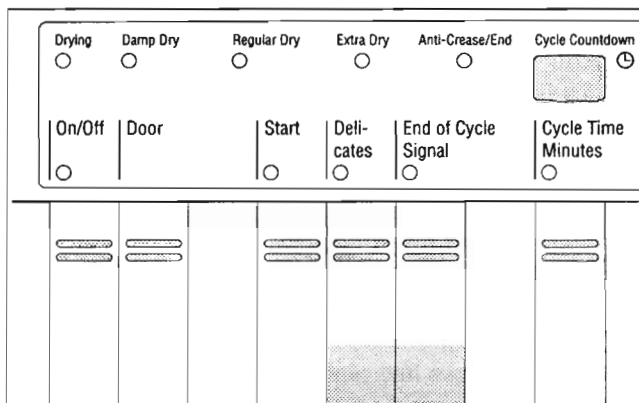 Drying Damp Dry Regular Dry Extra Dry Anti-Crease/End Cycle Countdown
On/Off Door Start Deli- End of Cycle Cycle Time
cates Signal Minutes